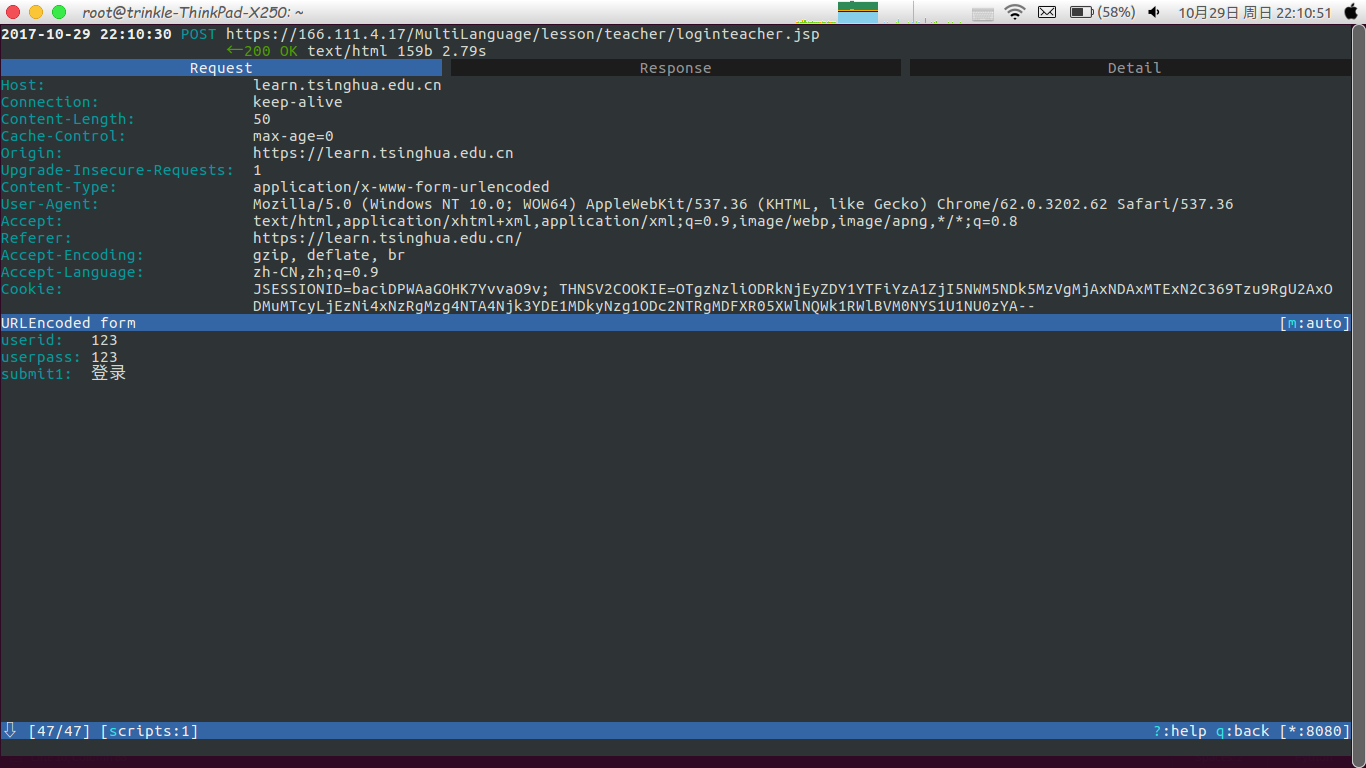 root@trinkle-ThinkPad-X250: ~ (58%) 10月29日 周日 22:10:51
2017-10-29 22:10:30 POST https://166.111.4.17/MultiLanguage/lesson/teacher/loginteacher.jsp
←200 OK text/html 159b 2.79s
Request Response Detail
Host: learn.tsinghua.edu.cn
Connection: keep-alive
Content-Length: 50
Cache-Control: max-age=0
Origin: https://learn.tsinghua.edu.cn
Upgrade-Insecure-Requests: 1
Content-Type: application/x-www-form-urlencoded
User-Agent: Mozilla/5.0 (Windows NT 10.0; WOW64) AppleWebKit/537.36 (KHTML, like Gecko) Chrome/62.0.3202.62 Safari/537.36
Accept: text/html,application/xhtml+xml,application/xml;q=0.9,image/webp,image/apng,*/*;q=0.8
Referer: https://learn.tsinghua.edu.cn/
Accept-Encoding: gzip, deflate, br
Accept-Language: zh-CN,zh;q=0.9
Cookie: JSESSIONID=baciDPWAaGOHK7YvvaO9v; THNSV2COOKIE=OTgzNzliODRkNjEyZDY1YTFiYzA1ZjI5NWM5NDk5MzVgMjAxNDAxMTExN2C369Tzu9RgU2AxO
DMuMTcyLjEzNi4xNzRgMzg4NTA4Njk3YDE1MDkyNzg1ODc2NTRgMDFXR05XWlNQWk1RWlBVM0NYS1U1NU0zYA--
URLEncoded form [m:auto]
userid: 123
userpass: 123
submit1: 登录
⇩ [47/47] [scripts:1] ?:help q:back [*:8080]